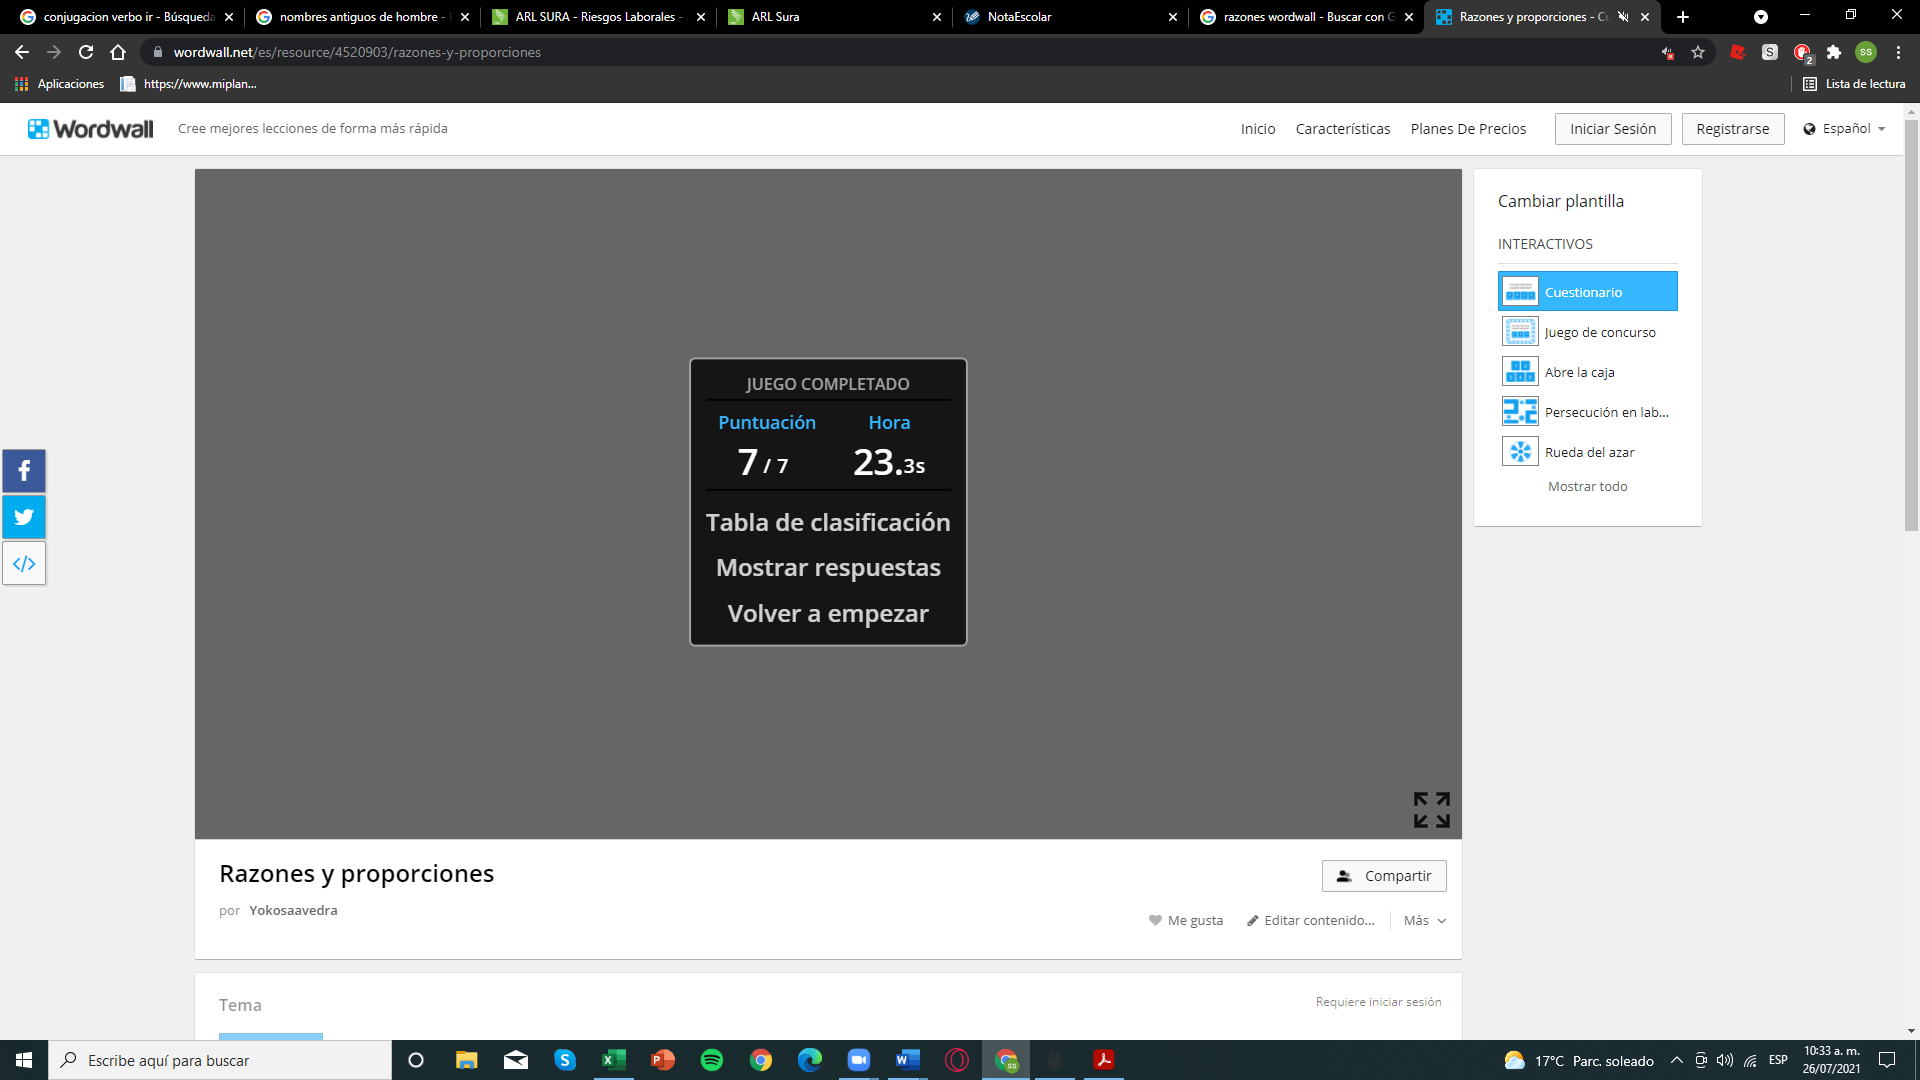 conjugacion verbo ir - Búsqueda
nombres antiguos de hombre -
ARL SURA - Riesgos Laborales -
ARL Sura
NotaEscolar
razones wordwall - Buscar con G
Razones y proporciones - Cu
wordwall.net/es/resource/4520903/razones-y-proporciones
S
2
SS
Aplicaciones
https://www.miplan...
Lista de lectura
Wordwall
Cree mejores lecciones de forma más rápida
Inicio
Características
Planes De Precios
Iniciar Sesión
Registrarse
Español
Cambiar plantilla
INTERACTIVOS
Cuestionario
Juego de concurso
Abre la caja
Persecución en lab...
Rueda del azar
Mostrar todo
JUEGO COMPLETADO
Puntuación Hora
7 / 7 23.3s
Tabla de clasificación
Mostrar respuestas
Volver a empezar
Razones y proporciones
por Yokosaavedra
Compartir
Me gusta
Editar contenido...
Más
Tema
Requiere iniciar sesión
Escribe aquí para buscar
17°C Parc. soleado
ESP
10:33 a. m.
26/07/2021